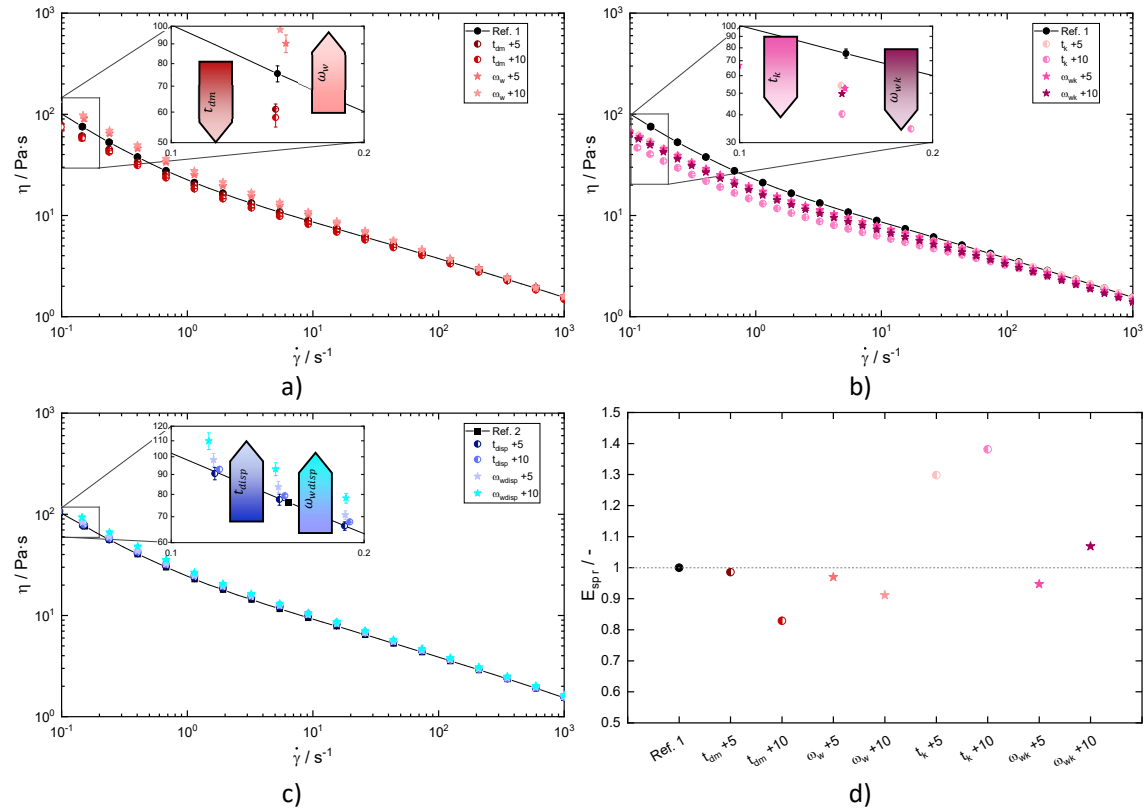 a)
η / Pa·s
10³
10²
10¹
10⁰
10⁻¹ 10⁰ 10¹ 10² 10³
γ̇ / s⁻¹
Ref. 1
t_dm +5
t_dm +10
ω_w +5
ω_w +10
100
90
80
70
60
50
0.1 0.2
t_dm
ω_w
b)
η / Pa·s
10³
10²
10¹
10⁰
10⁻¹ 10⁰ 10¹ 10² 10³
γ̇ / s⁻¹
Ref. 1
t_k +5
t_k +10
ω_wk +5
ω_wk +10
100
90
80
70
60
50
40
30
0.1 0.2
t_k
ω_wk
c)
η / Pa·s
10³
10²
10¹
10⁰
10⁻¹ 10⁰ 10¹ 10² 10³
γ̇ / s⁻¹
Ref. 2
t_disp +5
t_disp +10
ω_wdisp +5
ω_wdisp +10
120
110
100
90
80
70
60
0.1 0.2
t_disp
ω_wdisp
d)
E_sp r / -
1.5
1.4
1.3
1.2
1.1
1.0
0.9
0.8
0.7
0.6
0.5
Ref. 1
t_dm +5
t_dm +10
ω_w +5
ω_w +10
t_k +5
t_k +10
ω_wk +5
ω_wk +10